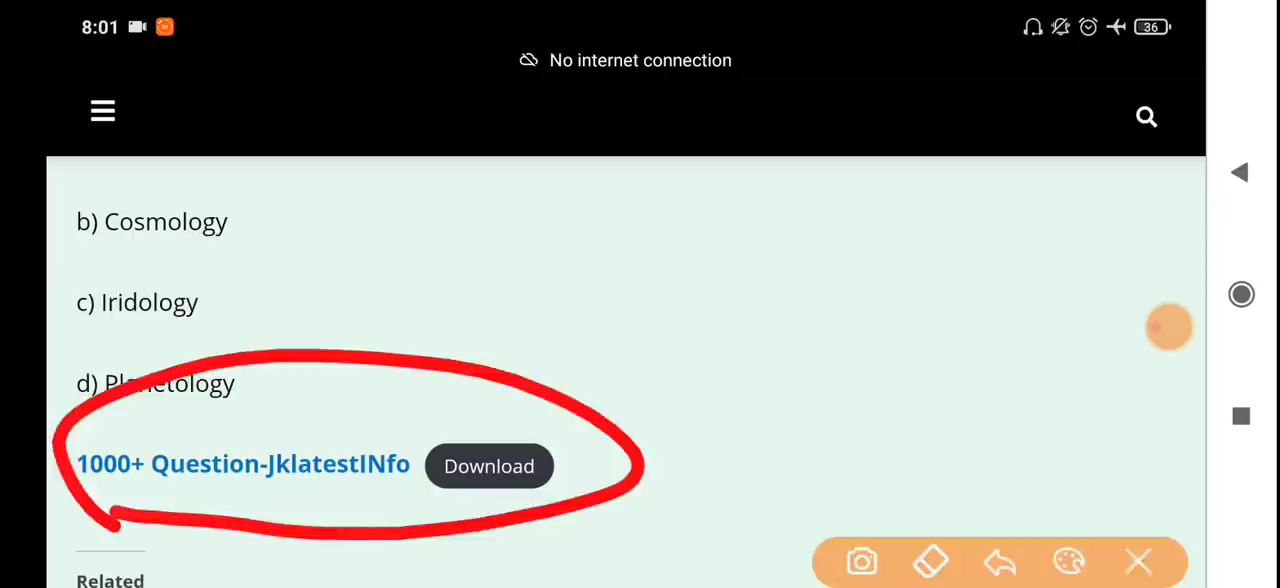 8:01
36
No internet connection
b) Cosmology
c) Iridology
d) Planetology
1000+ Question-JklatestINfo Download
Related